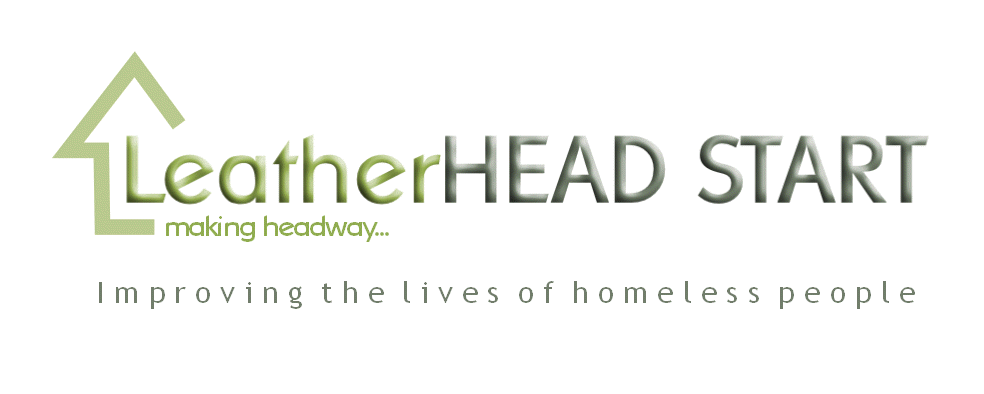 LeatherHEAD START
making headway...
Improving the lives of homeless people